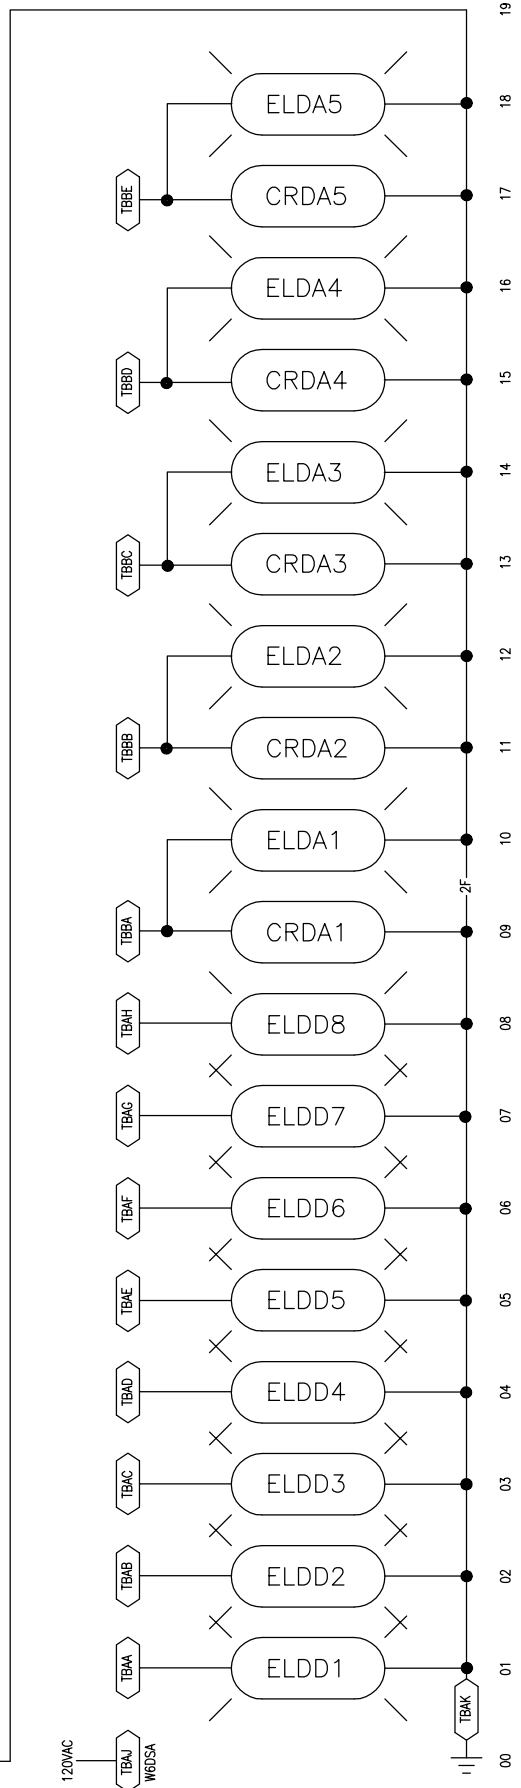 19
ELDA5
18
TBBE
CRDA5
17
ELDA4
16
TBBD
CRDA4
15
ELDA3
14
TBBC
CRDA3
13
ELDA2
12
TBBB
CRDA2
11
ELDA1
10
2F
TBBA
CRDA1
09
TBAH
ELDD8
08
TBAG
ELDD7
07
TBAF
ELDD6
06
TBAE
ELDD5
05
TBAD
ELDD4
04
TBAC
ELDD3
03
TBAB
ELDD2
02
TBAA
ELDD1
01
TBAK
120VAC
TBAJ
W6DSA
00